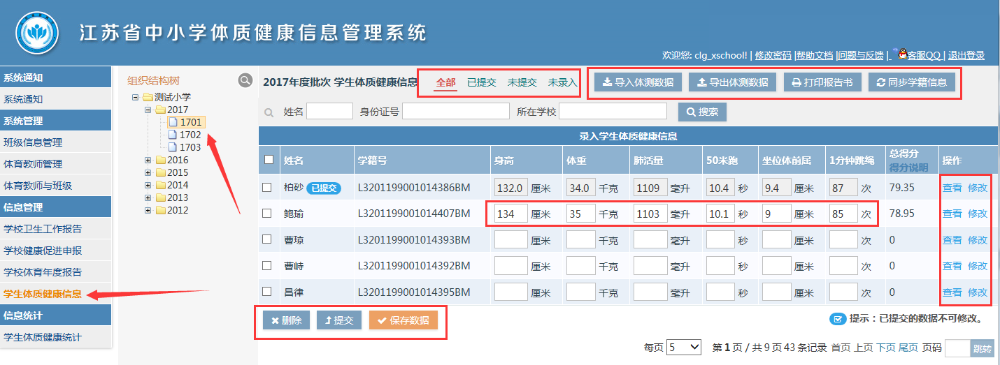 江苏省中小学体质健康信息管理系统
欢迎您: clg_xschool! | 修改密码 |帮助文档 |问题与反馈 |_ 客服QQ | 退出登录
系统通知
系统通知
系统管理
班级信息管理
体育教师管理
体育教师与班级
信息管理
学校卫生工作报告
学校健康促进申报
学校体育年度报告
学生体质健康信息
信息统计
学生体质健康统计
组织结构树
测试小学
2017
1701
1702
1703
2016
2015
2014
2013
2012
2017年度批次 学生体质健康信息 全部 已提交 未提交 未录入 导入体测数据 导出体测数据 打印报告书 同步学籍信息
姓名 身份证号 所在学校 搜索
录入学生体质健康信息
姓名 学籍号 身高 体重 肺活量 50米跑 坐位体前屈 1分钟跳绳 总得分 得分说明 操作
柏砂 已提交 L3201199001014386BM 132.0 厘米 34.0 千克 1109 毫升 10.4 秒 9.4 厘米 87 次 79.35 查看 修改
鲍瑜 L3201199001014407BM 134 厘米 35 千克 1103 毫升 10.1 秒 9 厘米 85 次 78.95 查看 修改
曹琼 L3201199001014393BM 厘米 千克 毫升 秒 厘米 次 0 查看 修改
曹峙 L3201199001014392BM 厘米 千克 毫升 秒 厘米 次 0 查看 修改
昌律 L3201199001014395BM 厘米 千克 毫升 秒 厘米 次 0 查看 修改
删除 提交 保存数据
提示：已提交的数据不可修改。
每页 5 第 1 页 / 共 9 页 43 条记录 首页 上页 下页 尾页 页码 跳转